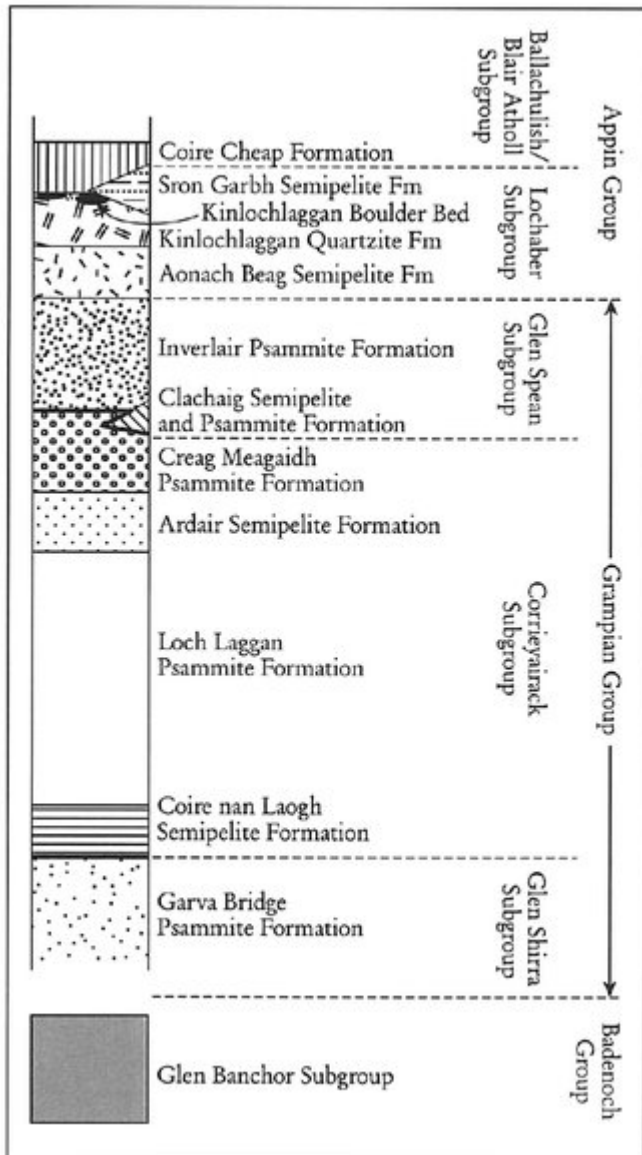 Coire Cheap Formation
Sron Garbh Semipelite Fm
Kinlochlaggan Boulder Bed
Kinlochlaggan Quartzite Fm
Aonach Beag Semipelite Fm
Inverlair Psammite Formation
Clachaig Semipelite
and Psammite Formation
Creag Meagaidh
Psammite Formation
Ardair Semipelite Formation
Loch Laggan
Psammite Formation
Coire nan Laogh
Semipelite Formation
Garva Bridge
Psammite Formation
Glen Banchor Subgroup
Ballachulish/
Blair Atholl
Subgroup
Lochaber
Subgroup
Glen Spean
Subgroup
Corrieyairack
Subgroup
Glen Shirra
Subgroup
Appin Group
Grampian Group
Badenoch
Group